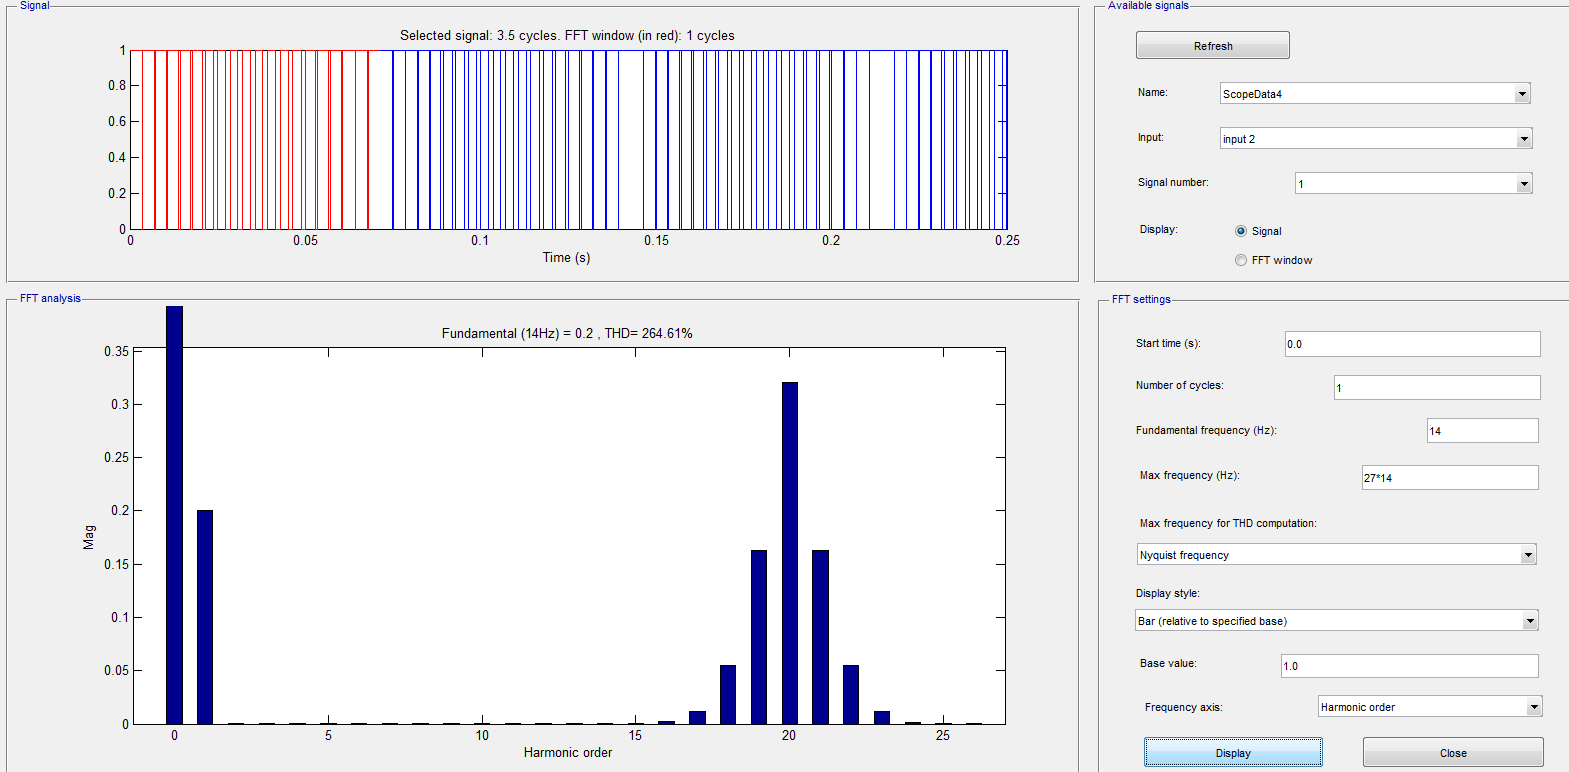 Signal
Selected signal: 3.5 cycles. FFT window (in red): 1 cycles
1
0.8
0.6
0.4
0.2
0
0 0.05 0.1 0.15 0.2 0.25
Time (s)
Available signals
Refresh
Name: ScopeData4
Input: input 2
Signal number: 1
Display: Signal
FFT window
FFT analysis
Fundamental (14Hz) = 0.2 , THD= 264.61%
0.35
0.3
0.25
0.2
0.15
0.1
0.05
0
Mag
0 5 10 15 20 25
Harmonic order
FFT settings
Start time (s): 0.0
Number of cycles: 1
Fundamental frequency (Hz): 14
Max frequency (Hz): 27*14
Max frequency for THD computation:
Nyquist frequency
Display style:
Bar (relative to specified base)
Base value: 1.0
Frequency axis: Harmonic order
Display Close